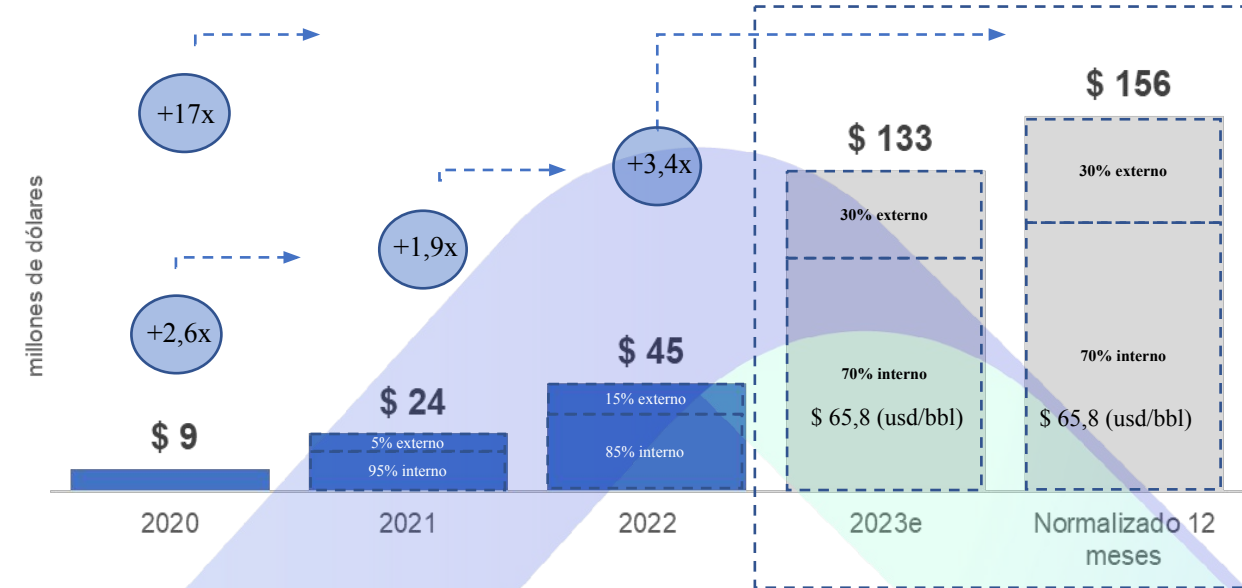 +17x
$ 156
$ 133
+3,4x
30% externo
30% externo
millones de dólares
+1,9x
+2,6x
$ 45
70% interno
70% interno
$ 24
15% externo
$ 65,8 (usd/bbl)
$ 65,8 (usd/bbl)
$ 9
5% externo
85% interno
95% interno
2020
2021
2022
2023e
Normalizado 12
meses